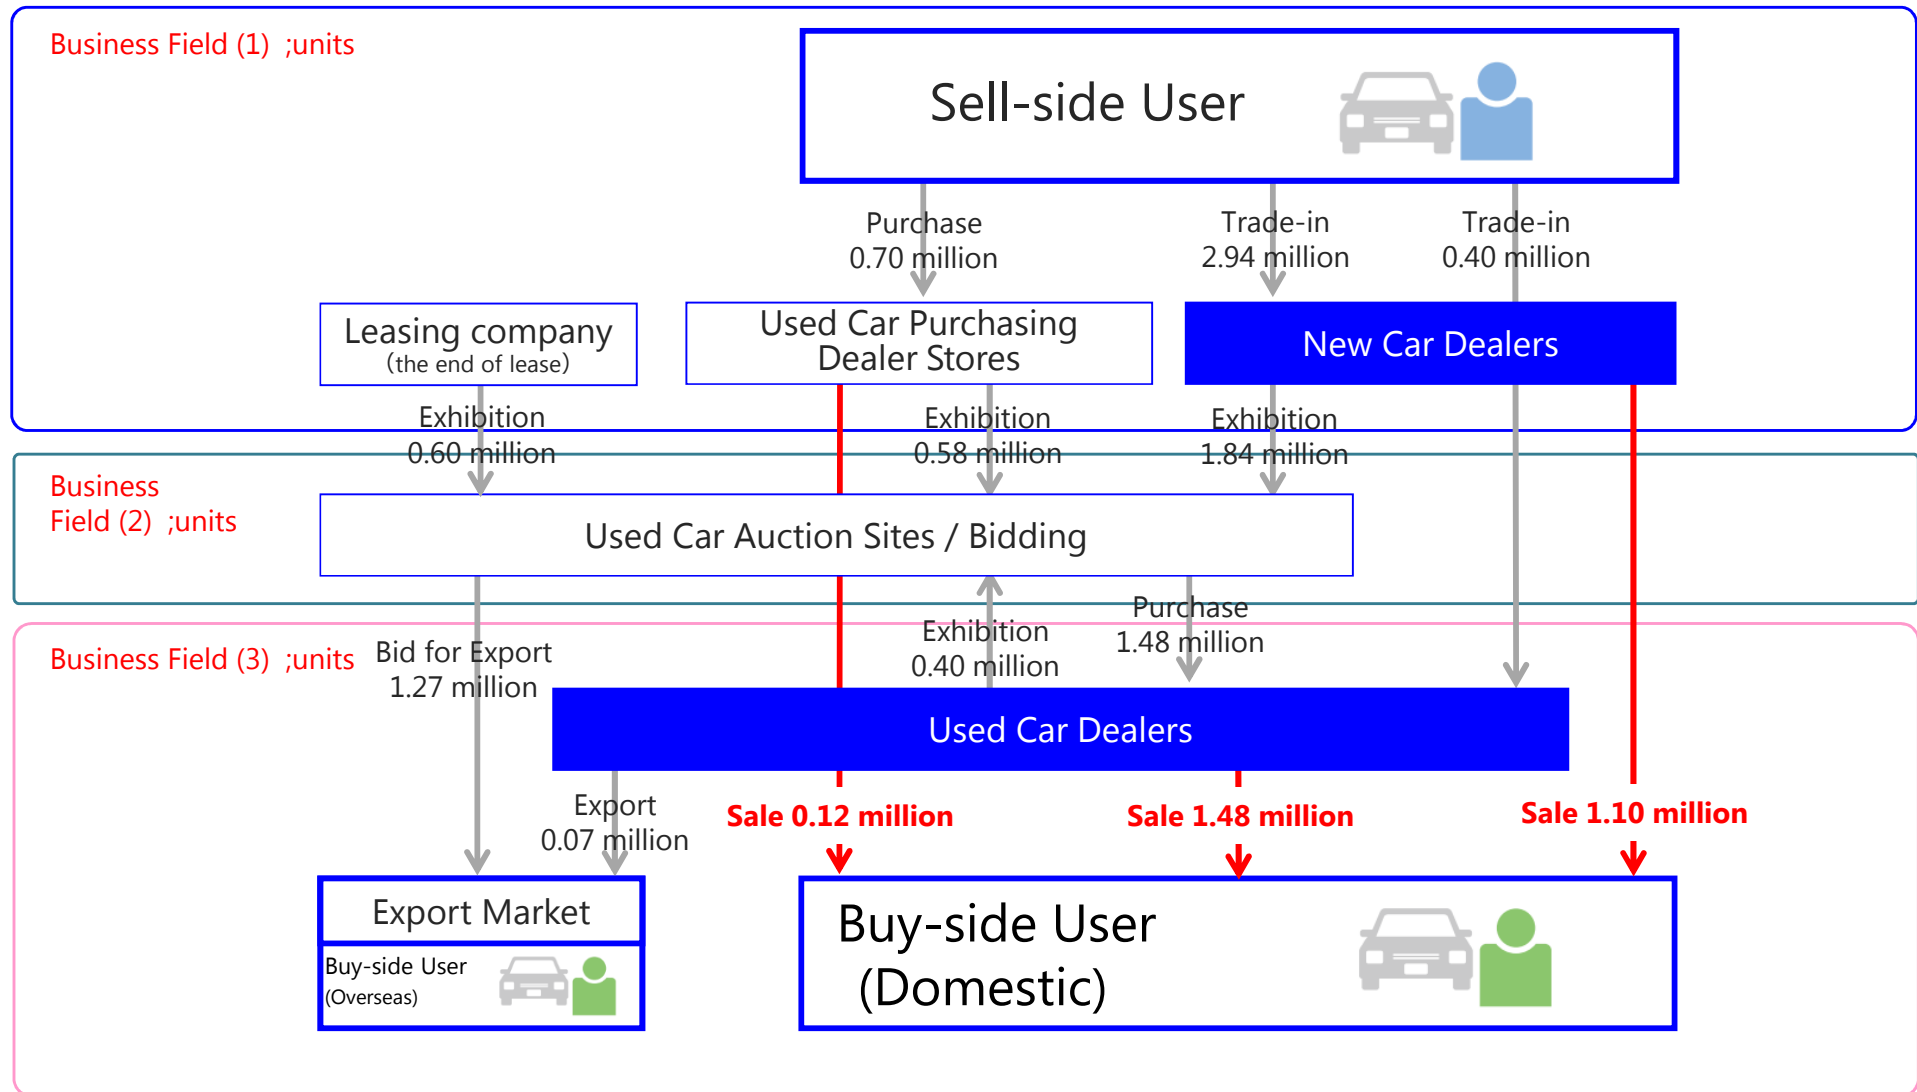 Business Field (1) ;units
Sell-side User
Purchase
0.70 million
Trade-in
2.94 million
Trade-in
0.40 million
Leasing company
(the end of lease)
Used Car Purchasing
Dealer Stores
New Car Dealers
Exhibition
0.60 million
Exhibition
0.58 million
Exhibition
1.84 million
Business
Field (2) ;units
Used Car Auction Sites / Bidding
Business Field (3) ;units
Bid for Export
1.27 million
Exhibition
0.40 million
Purchase
1.48 million
Used Car Dealers
Export
0.07 million
Sale 0.12 million
Sale 1.48 million
Sale 1.10 million
Export Market
Buy-side User
(Overseas)
Buy-side User
(Domestic)